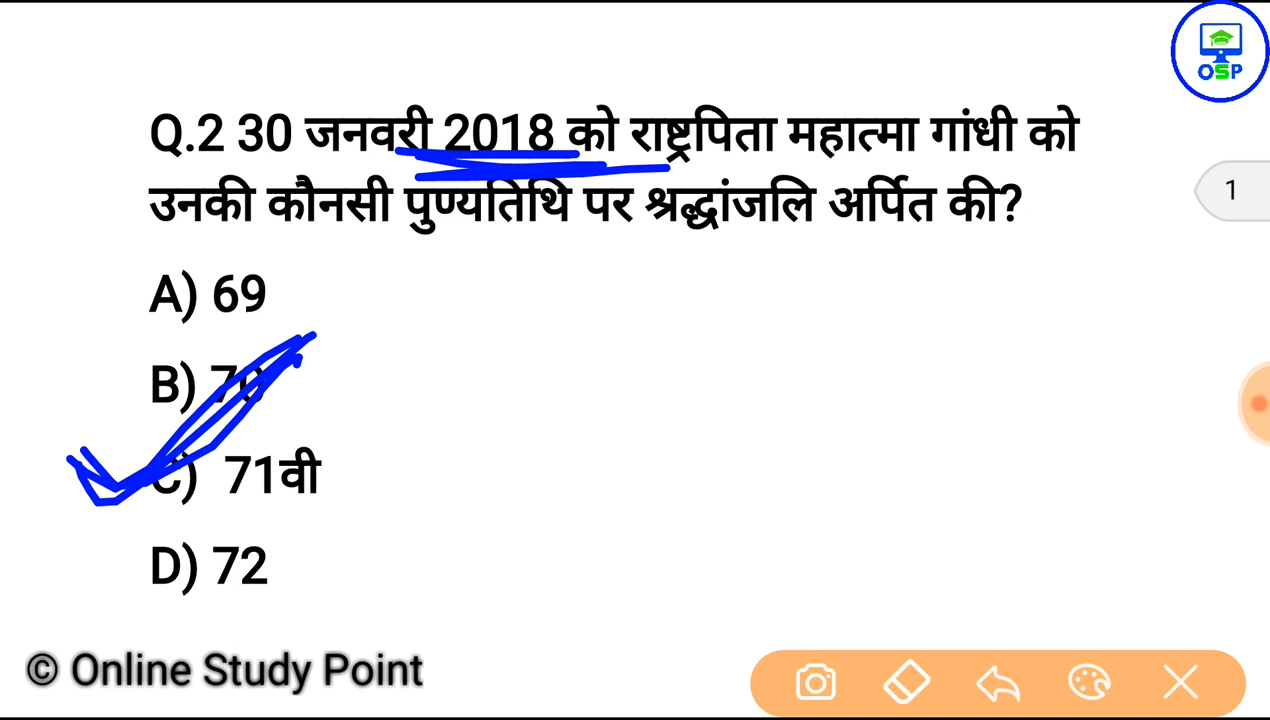 OSP
Q.2 30 जनवरी 2018 को राष्ट्रपिता महात्मा गांधी को
उनकी कौनसी पुण्यतिथि पर श्रद्धांजलि अर्पित की?
1
A) 69
B) 70
C) 71वी
D) 72
© Online Study Point